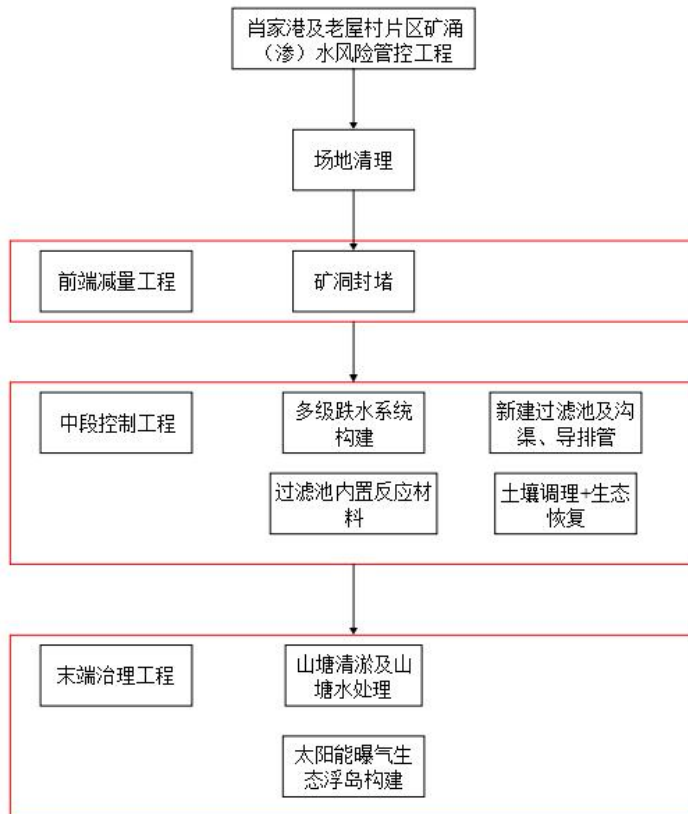 肖家港及老屋村片区矿涌
（渗）水风险管控工程
场地清理
前端减量工程
矿洞封堵
中段控制工程
多级跌水系统
构建
新建过滤池及沟
渠、导排管
过滤池内置反应材
料
土壤调理+生态
恢复
末端治理工程
山塘清淤及山
塘水处理
太阳能曝气生
态浮岛构建